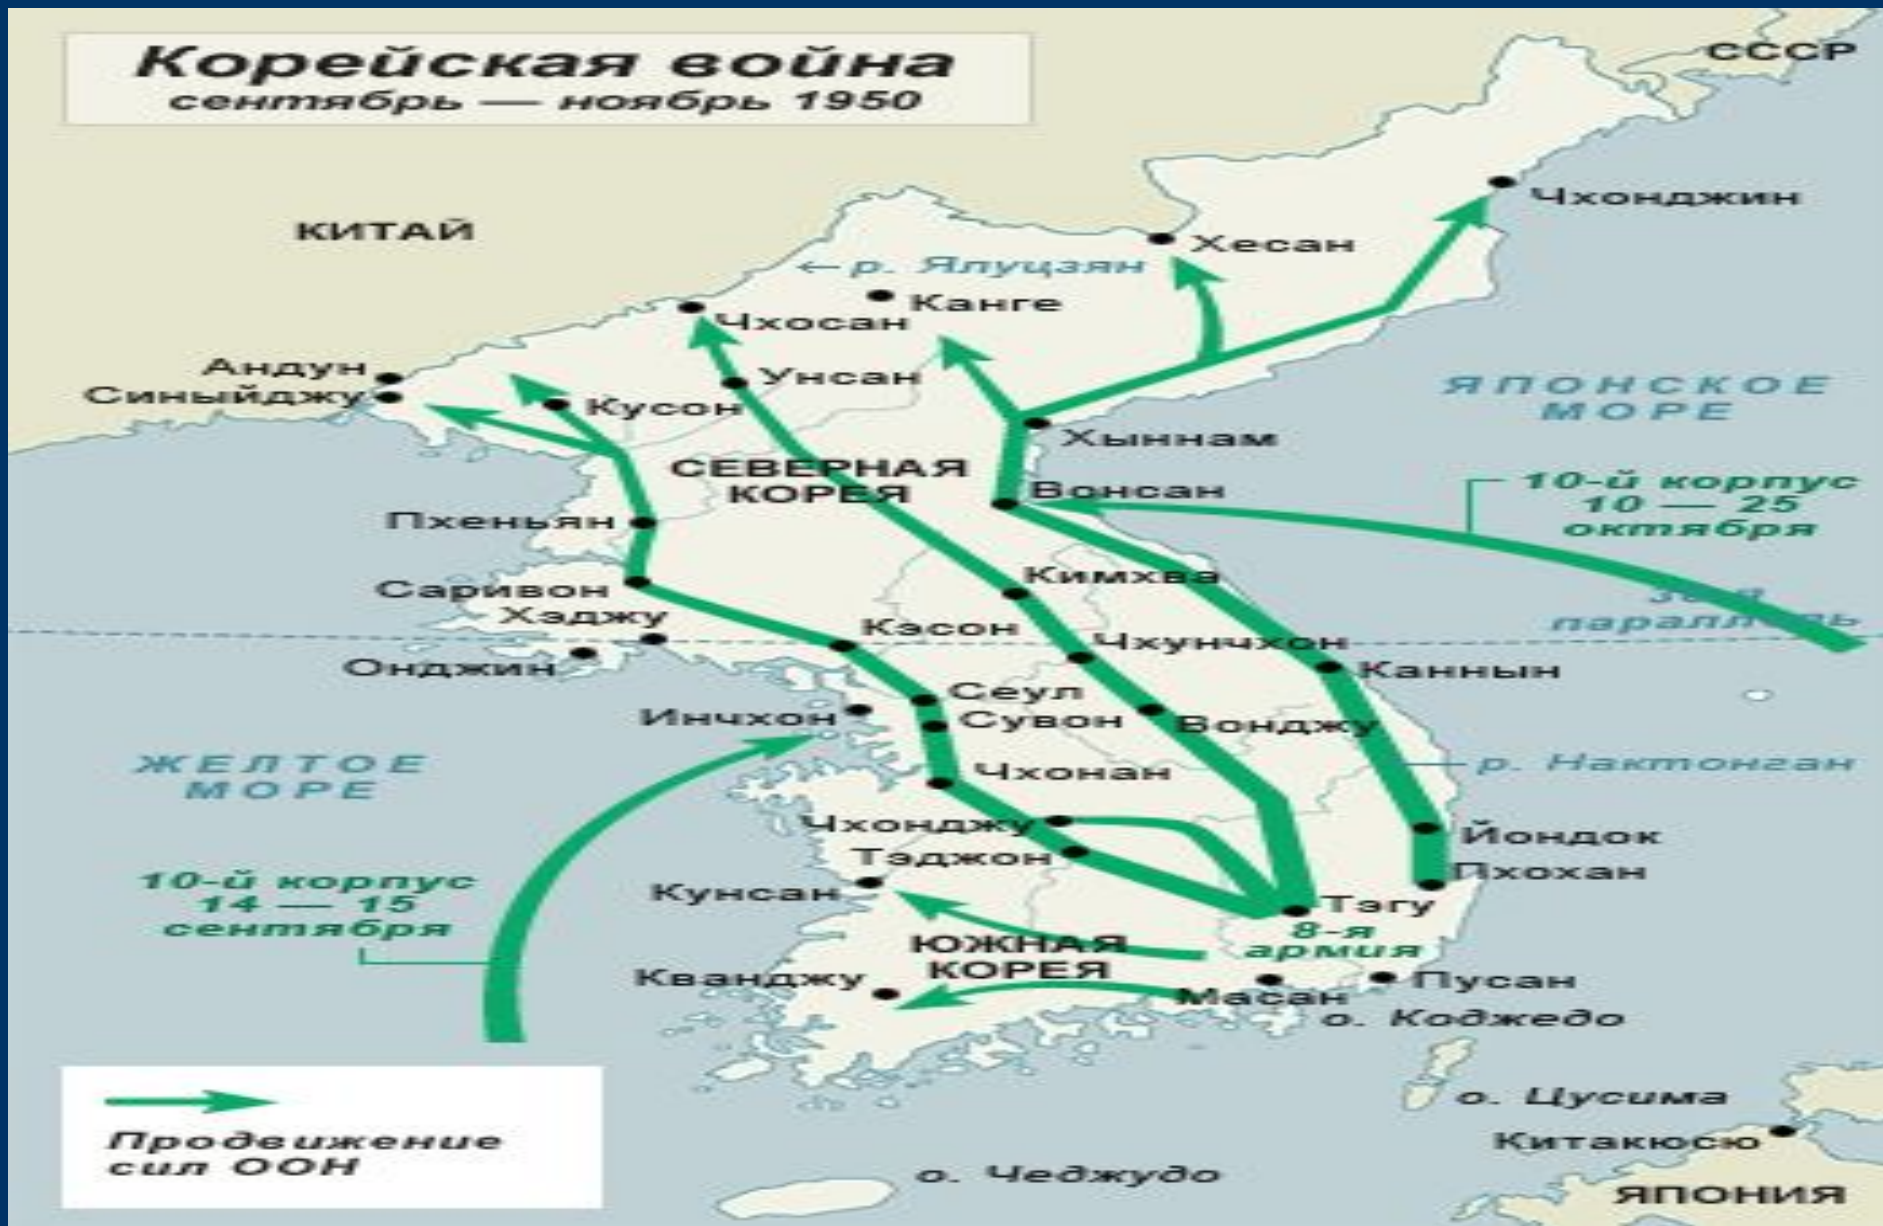 Корейская война
сентябрь — ноябрь 1950
СССР
КИТАЙ
Чхонджин
Хесан
← р. Ялуцзян
Канге
Чхосан
Андун
Синыйджу
Унсан
Кусон
ЯПОНСКОЕ
МОРЕ
Хыннам
СЕВЕРНАЯ
КОРЕЯ
Вонсан
10-й корпус
10 — 25
октября
Пхеньян
Саривон
Кимхва
Хэджу
38-я
параллель
Кэсон
Чхунчхон
Онджин
Каннын
Сеул
Инчхон
Сувон
Вонджу
ЖЕЛТОЕ
МОРЕ
р. Нактонган
Чхонан
Чхонджу
Йондок
Тэджон
Пхохан
10-й корпус
14 — 15
сентября
Кунсан
Тэгу
8-я
армия
ЮЖНАЯ
КОРЕЯ
Кванджу
Масан
Пусан
о. Коджедо
о. Цусима
Продвижение
сил ООН
Китакюсю
о. Чеджудо
ЯПОНИЯ